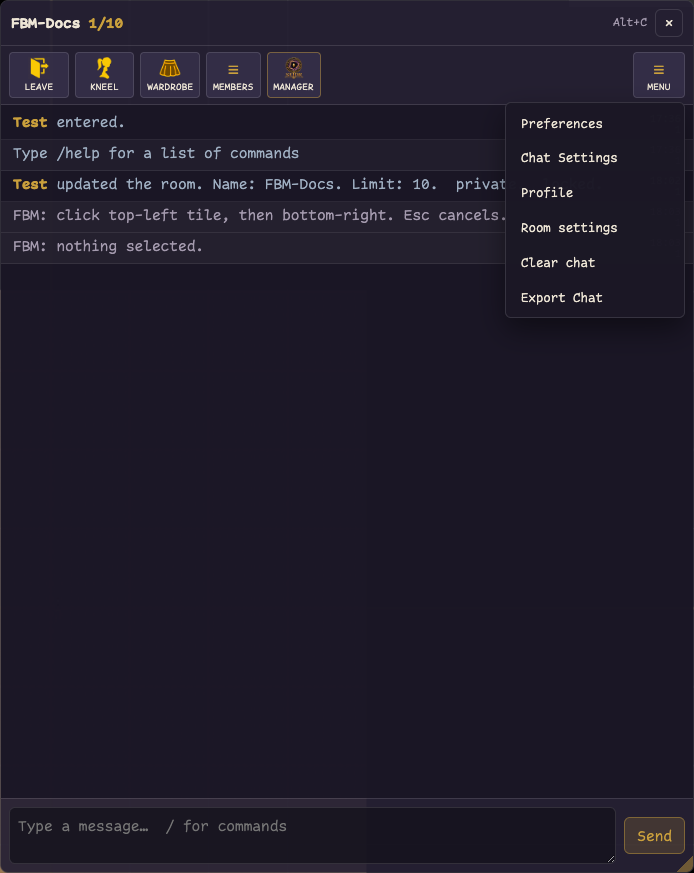 FBM-Docs 1/10 Alt+C ×
LEAVE KNEEL WARDROBE MEMBERS MANAGER MENU
Test entered.
Type /help for a list of commands
Test updated the room. Name: FBM-Docs. Limit: 10. privat
FBM: click top-left tile, then bottom-right. Esc cancels.
FBM: nothing selected.
Preferences
Chat Settings
Profile
Room settings
Clear chat
Export Chat
Type a message… / for commands
Send